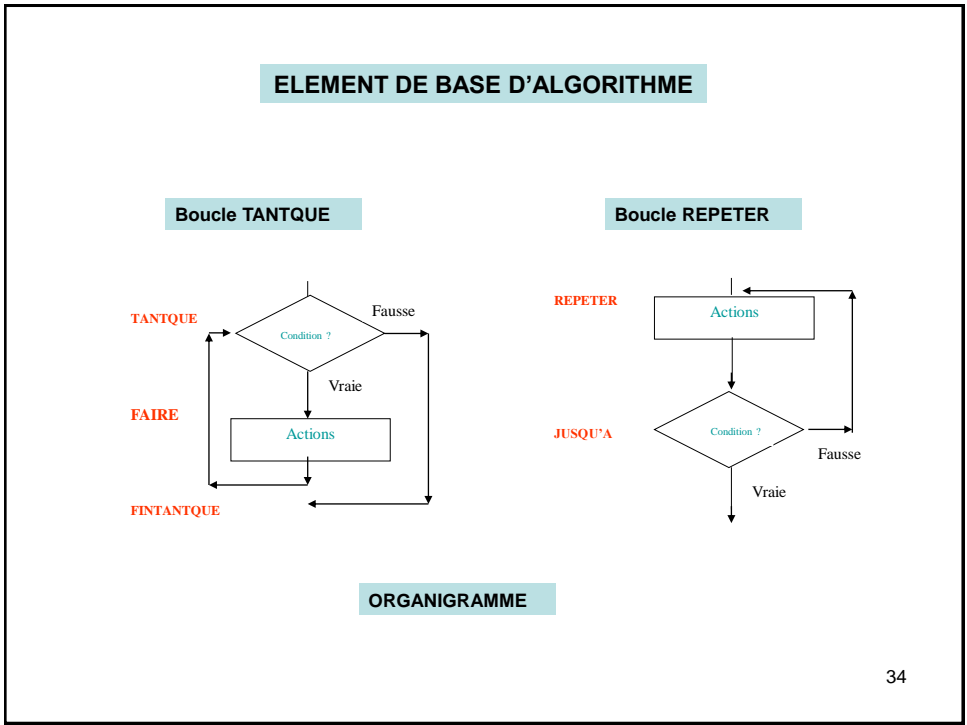 ELEMENT DE BASE D’ALGORITHME
Boucle TANTQUE
TANTQUE
Condition ?
Fausse
Vraie
FAIRE
Actions
FINTANTQUE
Boucle REPETER
REPETER
Actions
JUSQU’A
Condition ?
Fausse
Vraie
ORGANIGRAMME
34